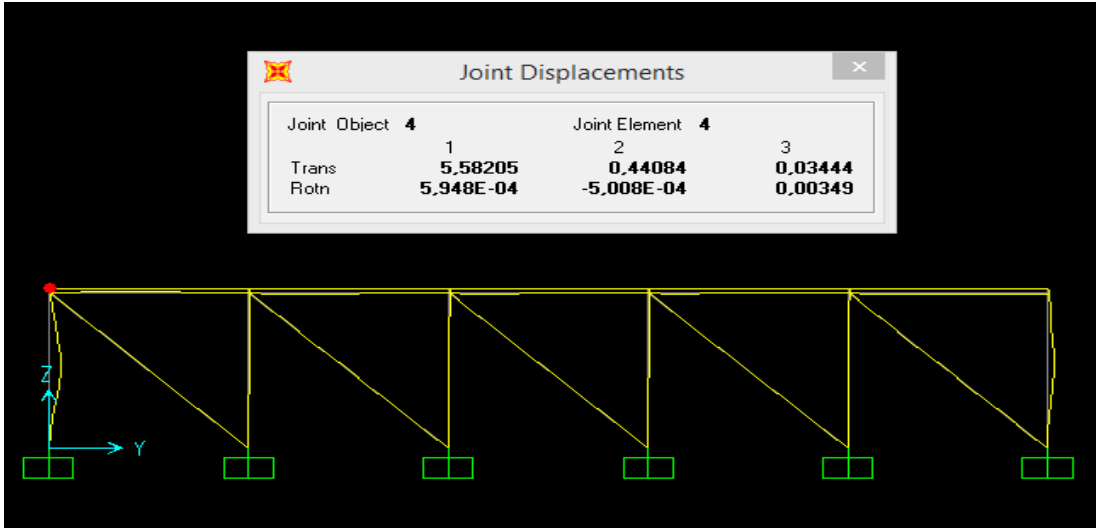 Joint Displacements
Joint Object 4 Joint Element 4
1 2 3
Trans 5,58205 0,44084 0,03444
Rotn 5,948E-04 -5,008E-04 0,00349
Z
Y